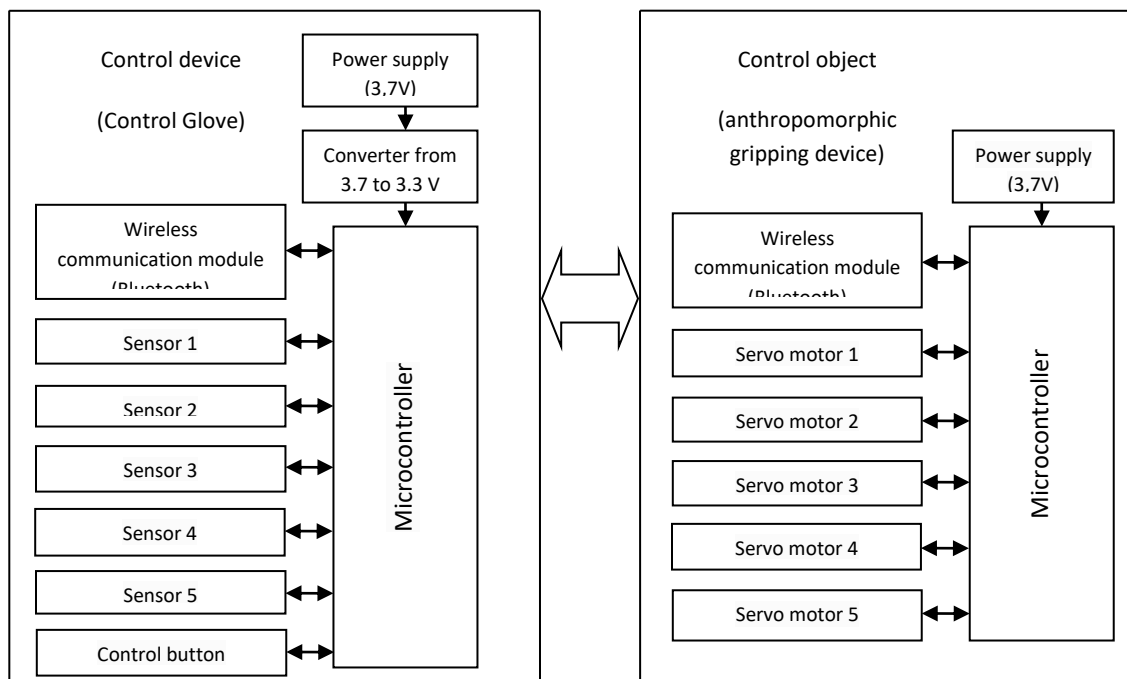 Control device
(Control Glove)
Power supply
(3,7V)
Converter from
3.7 to 3.3 V
Wireless
communication module
(Bluetooth)
Sensor 1
Sensor 2
Sensor 3
Sensor 4
Sensor 5
Control button
Microcontroller
Control object
(anthropomorphic
gripping device)
Power supply
(3,7V)
Wireless
communication module
(Bluetooth)
Servo motor 1
Servo motor 2
Servo motor 3
Servo motor 4
Servo motor 5
Microcontroller